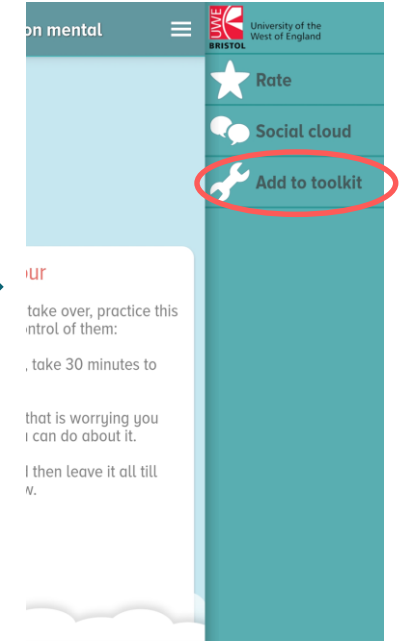 on mental
UWE
BRISTOL
University of the
West of England
Rate
Social cloud
Add to toolkit
our
take over, practice this
ontrol of them:
, take 30 minutes to
that is worrying you
can do about it.
then leave it all till
w.